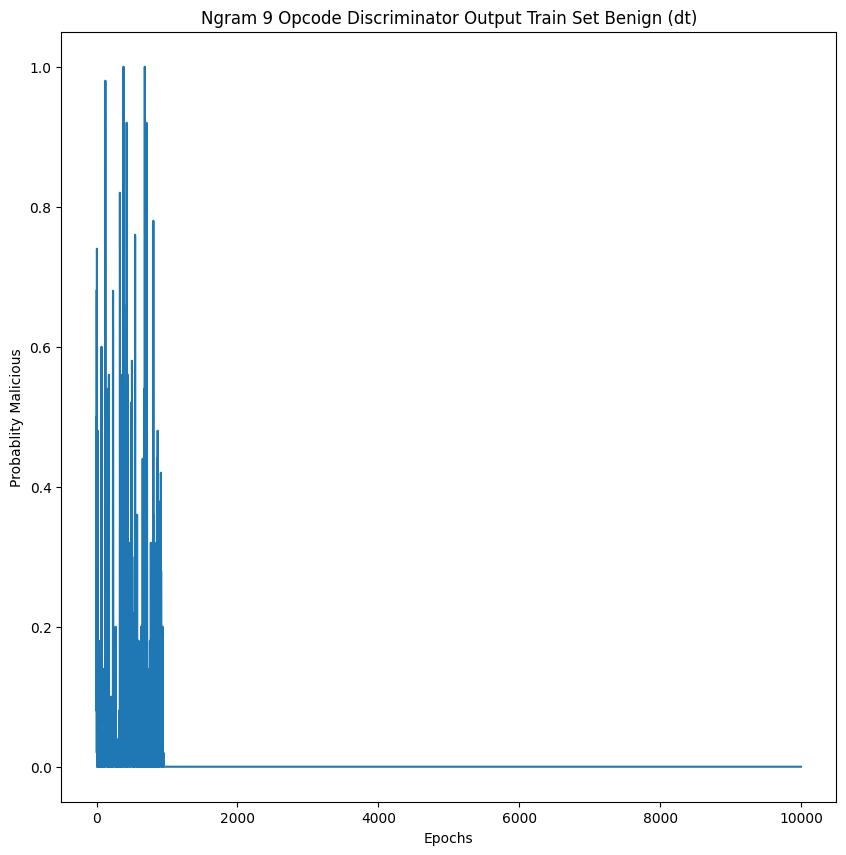 Ngram 9 Opcode Discriminator Output Train Set Benign (dt)
1.0
0.8
0.6
0.4
0.2
0.0
Probablity Malicious
0 2000 4000 6000 8000 10000
Epochs